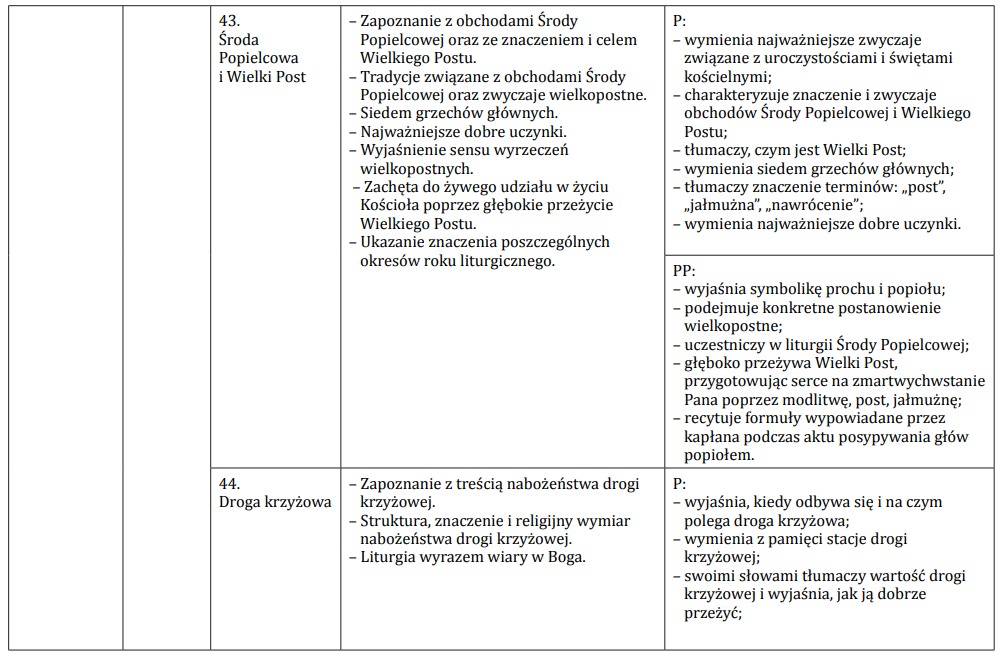 43.
Środa
Popielcowa
i Wielki Post
– Zapoznanie z obchodami Środy
Popielcowej oraz ze znaczeniem i celem
Wielkiego Postu.
– Tradycje związane z obchodami Środy
Popielcowej oraz zwyczaje wielkopostne.
– Siedem grzechów głównych.
– Najważniejsze dobre uczynki.
– Wyjaśnienie sensu wyrzeczeń
wielkopostnych.
– Zachęta do żywego udziału w życiu
Kościoła poprzez głębokie przeżycie
Wielkiego Postu.
– Ukazanie znaczenia poszczególnych
okresów roku liturgicznego.
P:
– wymienia najważniejsze zwyczaje
związane z uroczystościami i świętami
kościelnymi;
– charakteryzuje znaczenie i zwyczaje
obchodów Środy Popielcowej i Wielkiego
Postu;
– tłumaczy, czym jest Wielki Post;
– wymienia siedem grzechów głównych;
– tłumaczy znaczenie terminów: „post”,
„jałmużna”, „nawrócenie”;
– wymienia najważniejsze dobre uczynki.
PP:
– wyjaśnia symbolikę prochu i popiołu;
– podejmuje konkretne postanowienie
wielkopostne;
– uczestniczy w liturgii Środy Popielcowej;
– głęboko przeżywa Wielki Post,
przygotowując serce na zmartwychwstanie
Pana poprzez modlitwę, post, jałmużnę;
– recytuje formuły wypowiadane przez
kapłana podczas aktu posypywania głów
popiołem.
44.
Droga krzyżowa
– Zapoznanie z treścią nabożeństwa drogi
krzyżowej.
– Struktura, znaczenie i religijny wymiar
nabożeństwa drogi krzyżowej.
– Liturgia wyrazem wiary w Boga.
P:
– wyjaśnia, kiedy odbywa się i na czym
polega droga krzyżowa;
– wymienia z pamięci stacje drogi
krzyżowej;
– swoimi słowami tłumaczy wartość drogi
krzyżowej i wyjaśnia, jak ją dobrze
przeżyć;